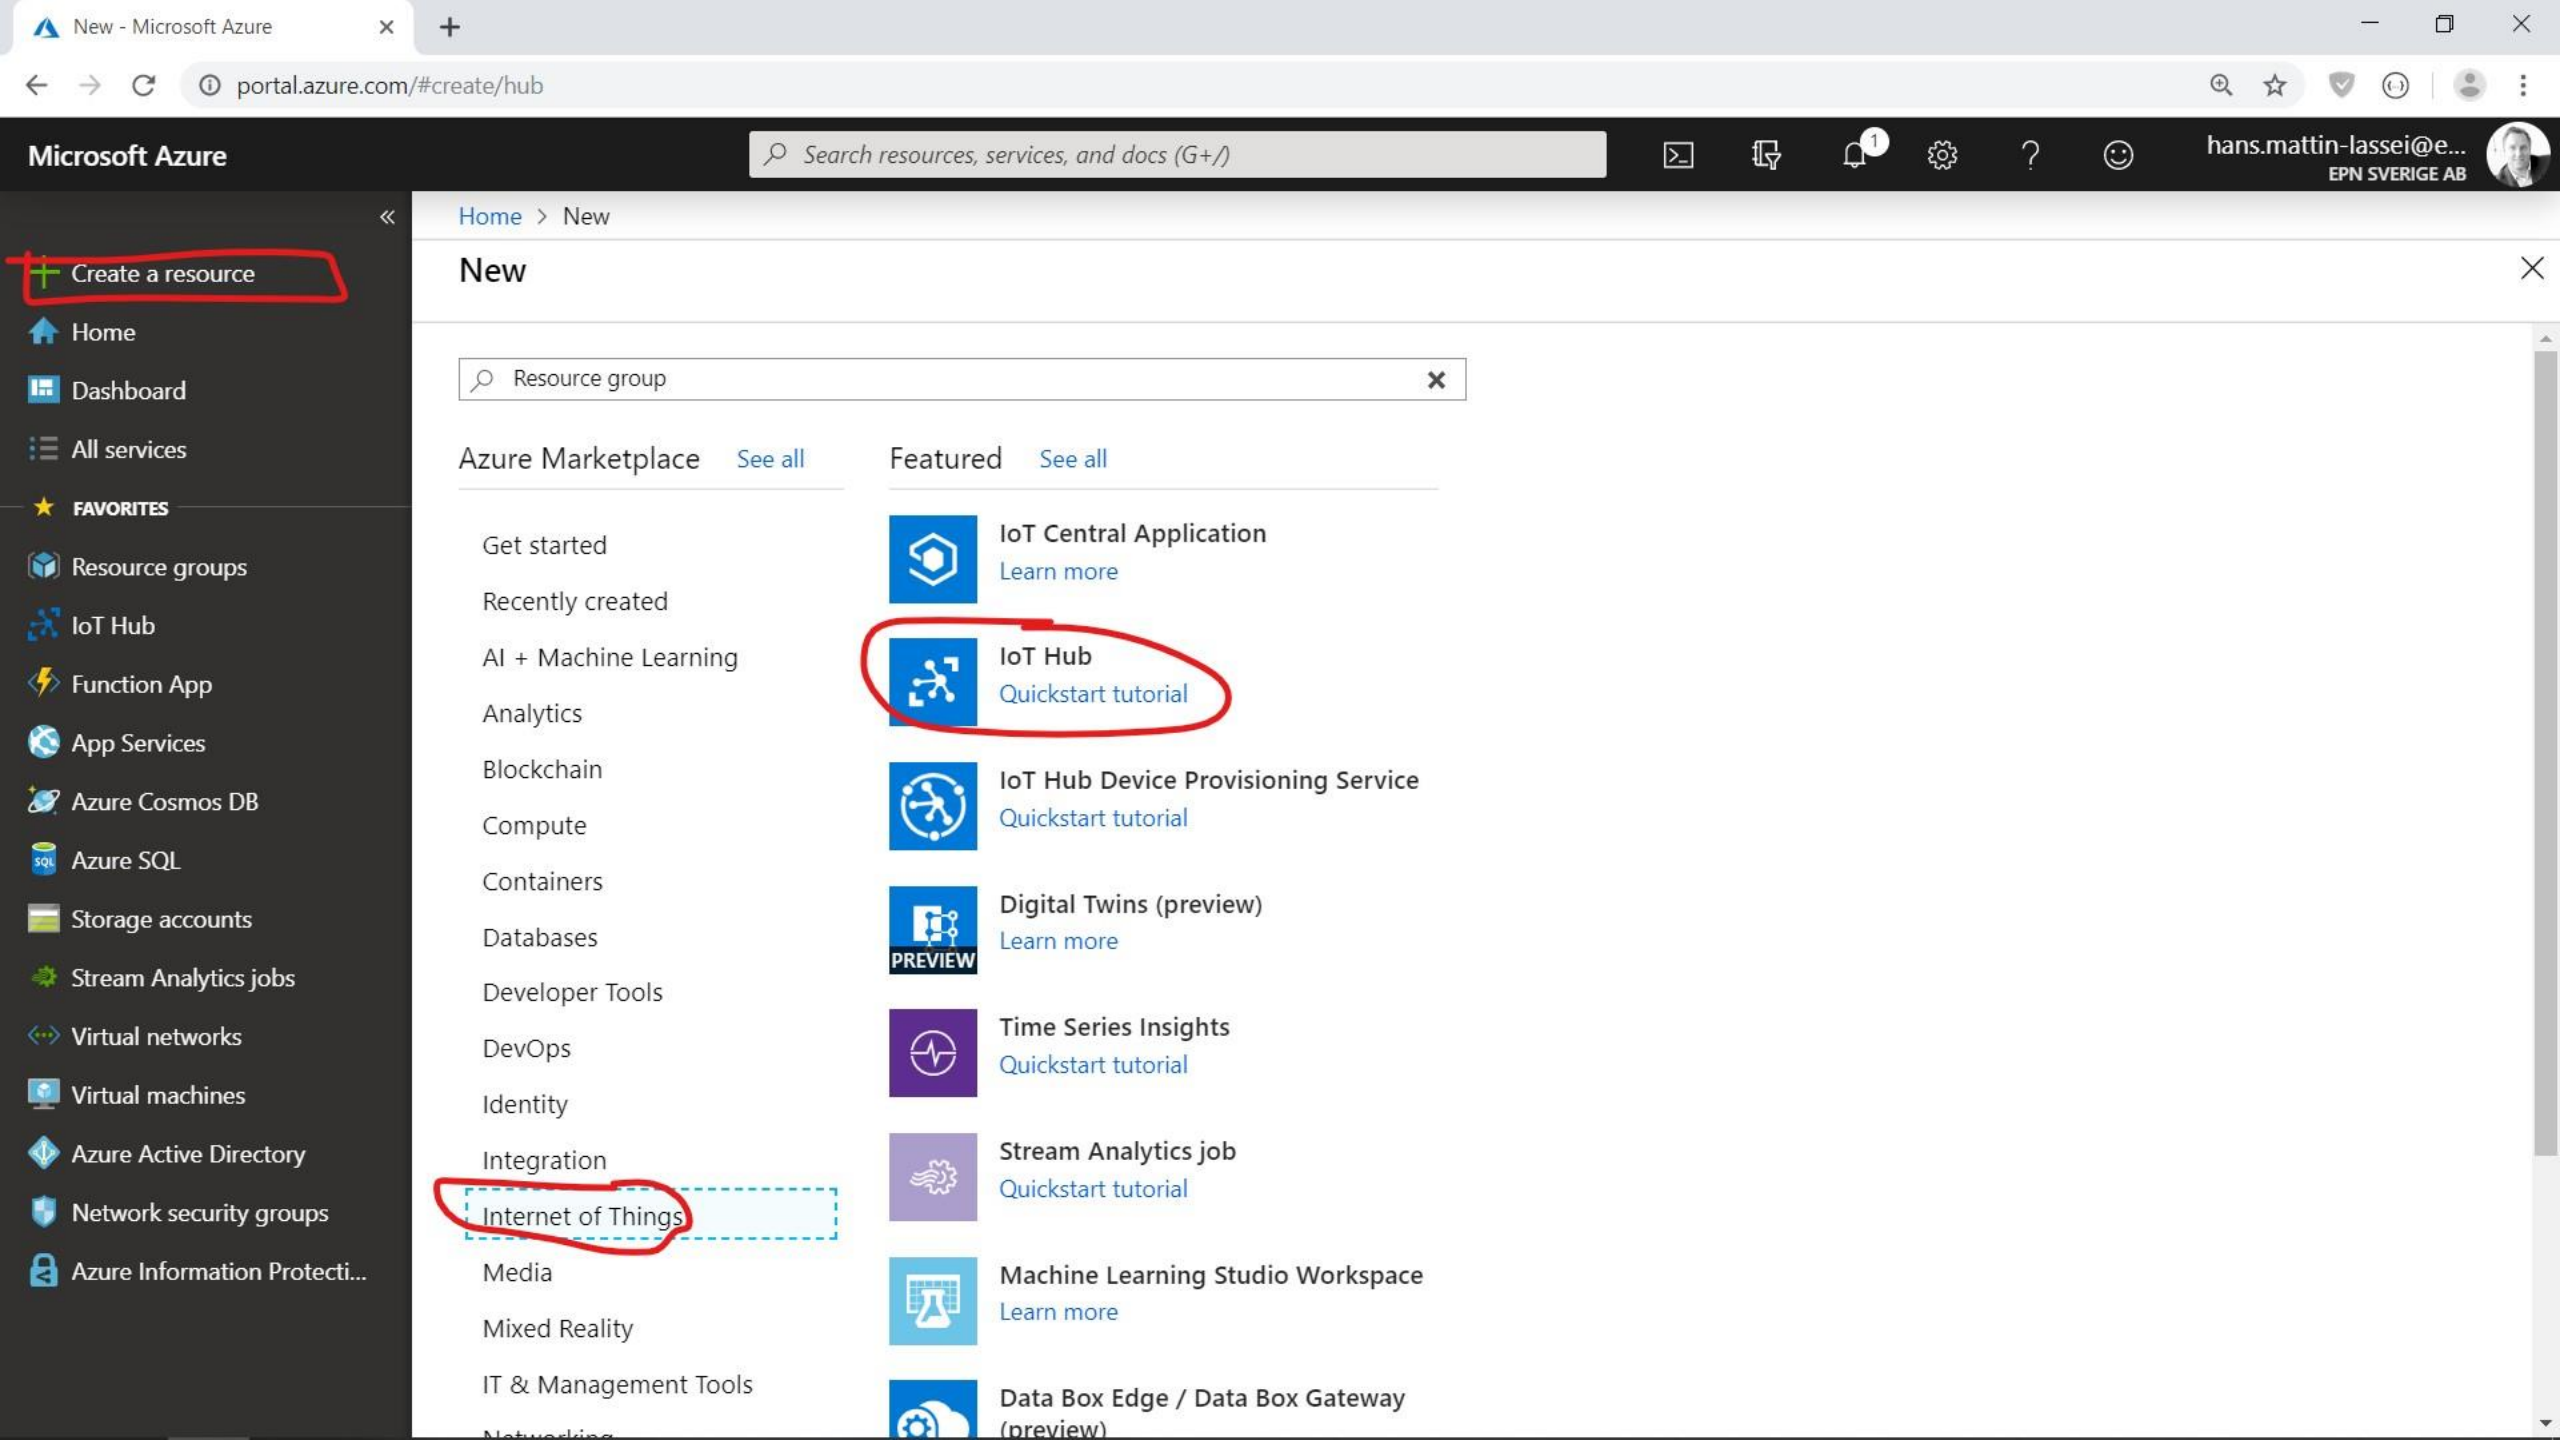 New - Microsoft Azure
portal.azure.com/#create/hub
Microsoft Azure
Search resources, services, and docs (G+/)
1
hans.mattin-lassei@e...
EPN SVERIGE AB
Create a resource
Home
Dashboard
All services
FAVORITES
Resource groups
IoT Hub
Function App
App Services
Azure Cosmos DB
SQL
Azure SQL
Storage accounts
Stream Analytics jobs
Virtual networks
Virtual machines
Azure Active Directory
Network security groups
Azure Information Protecti...
Home > New
New
Resource group
Azure Marketplace See all
Get started
Recently created
AI + Machine Learning
Analytics
Blockchain
Compute
Containers
Databases
Developer Tools
DevOps
Identity
Integration
Internet of Things
Media
Mixed Reality
IT & Management Tools
Networking
Featured See all
IoT Central Application
Learn more
IoT Hub
Quickstart tutorial
IoT Hub Device Provisioning Service
Quickstart tutorial
PREVIEW
Digital Twins (preview)
Learn more
Time Series Insights
Quickstart tutorial
Stream Analytics job
Quickstart tutorial
Machine Learning Studio Workspace
Learn more
Data Box Edge / Data Box Gateway
(preview)